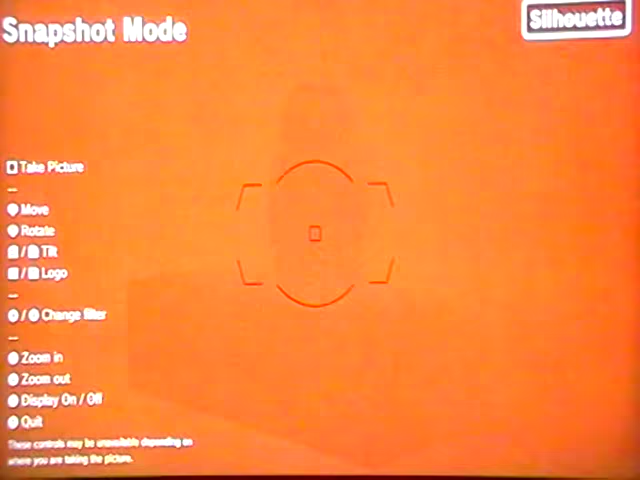 Snapshot Mode
Silhouette
Take Picture
Move
Rotate
/ Tilt
/ Logo
/ Change filter
Zoom in
Zoom out
Display On / Off
Quit
These controls may be unavailable depending on
where you are taking the picture.